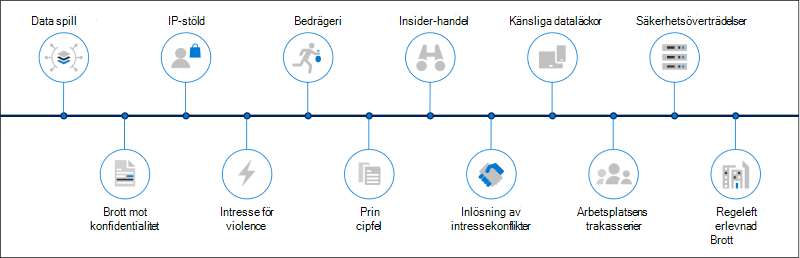 Data spill
IP-stöld
Bedrägeri
Insider-handel
Känsliga dataläckor
Säkerhetsöverträdelser
Brott mot
konfidentialitet
Intresse för
violence
Prin
cipfel
Inlösning av
intressekonflikter
Arbetsplatsens
trakasserier
Regeleft
erlevnad
Brott